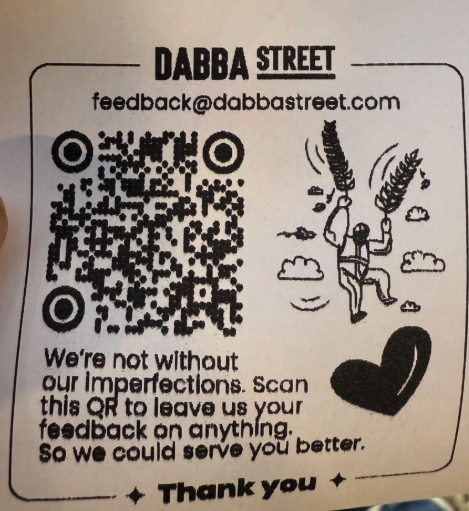 DABBA STREET
feedback@dabbastreet.com
We're not without
our imperfections. Scan
this QR to leave us your
feedback on anything.
So we could serve you better.
Thank you